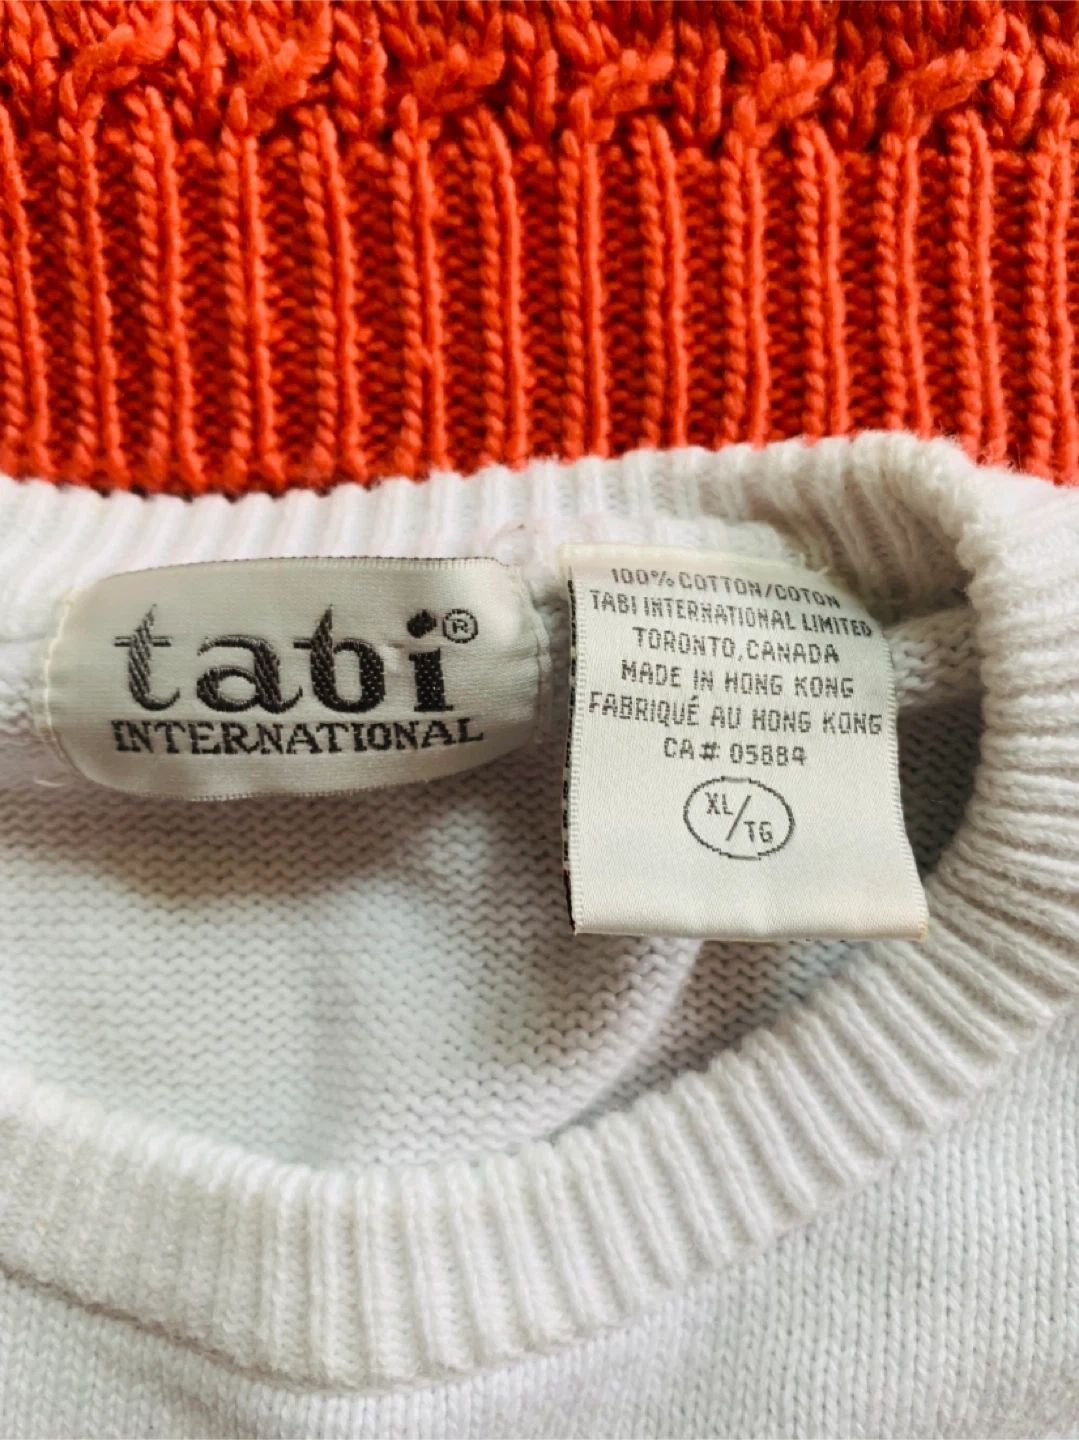 tabi®
INTERNATIONAL
100% COTTON/COTON
TABI INTERNATIONAL LIMITED
TORONTO, CANADA
MADE IN HONG KONG
FABRIQUÉ AU HONG KONG
CA# 05884
XL/TG